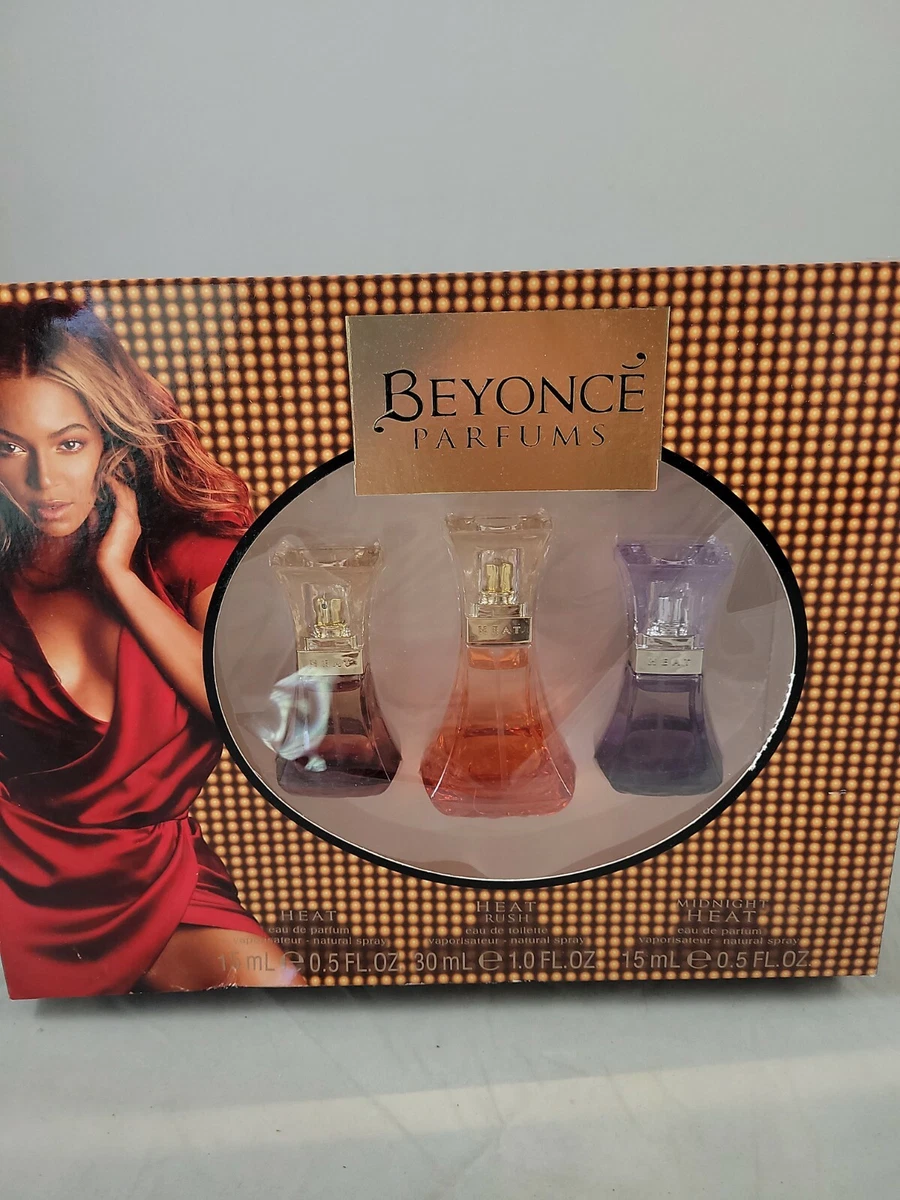 BEYONCÉ
PARFUMS
HEAT
HEAT
HEAT
HEAT
eau de parfum
vaporisateur - natural spray
15 mL ℮ 0.5 FL.OZ.
HEAT
RUSH
eau de toilette
vaporisateur - natural spray
30 mL ℮ 1.0 FL.OZ.
MIDNIGHT
HEAT
eau de parfum
vaporisateur - natural spray
15 mL ℮ 0.5 FL.OZ.